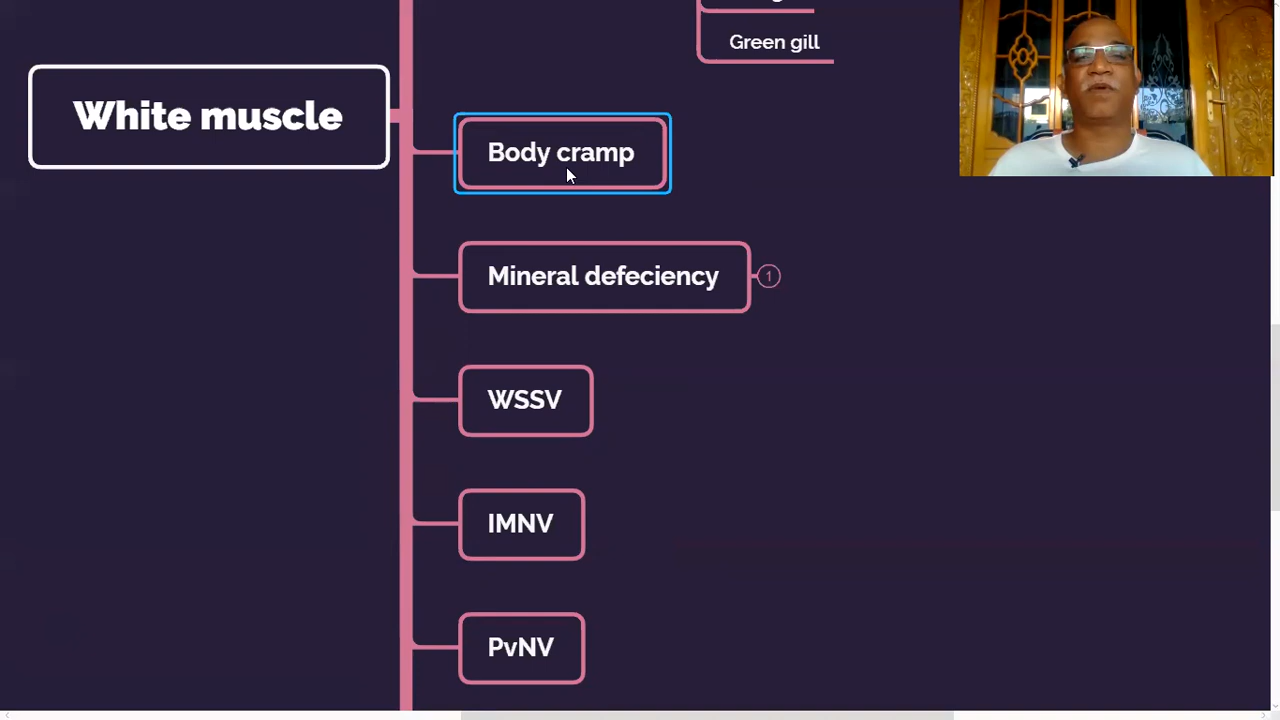 Green gill
White muscle
Body cramp
Mineral defeciency
1
WSSV
IMNV
PvNV